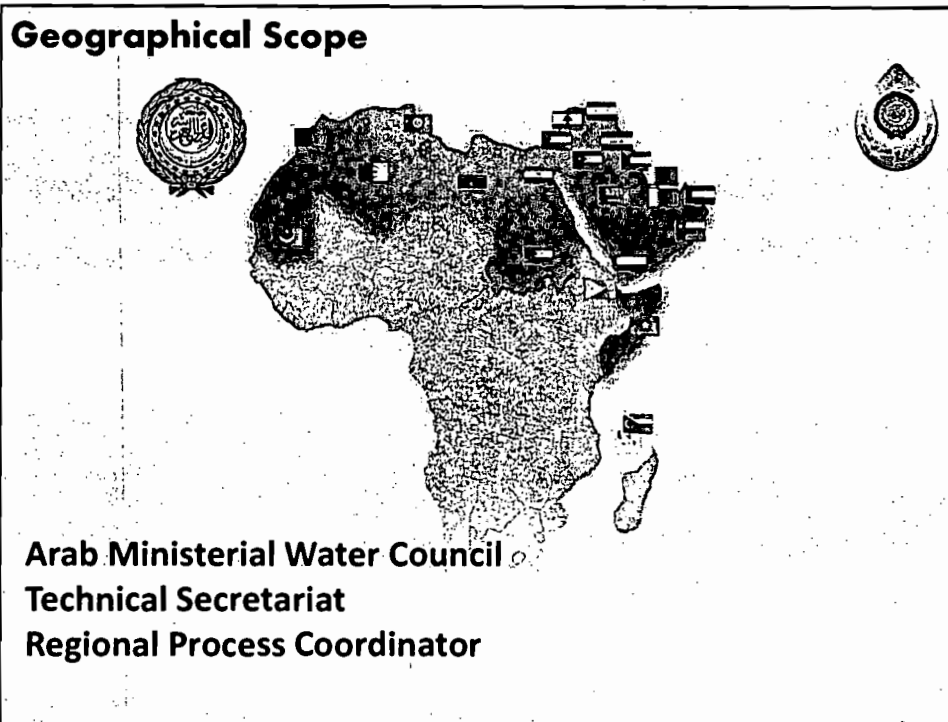 Geographical Scope
Arab Ministerial Water Council
Technical Secretariat
Regional Process Coordinator